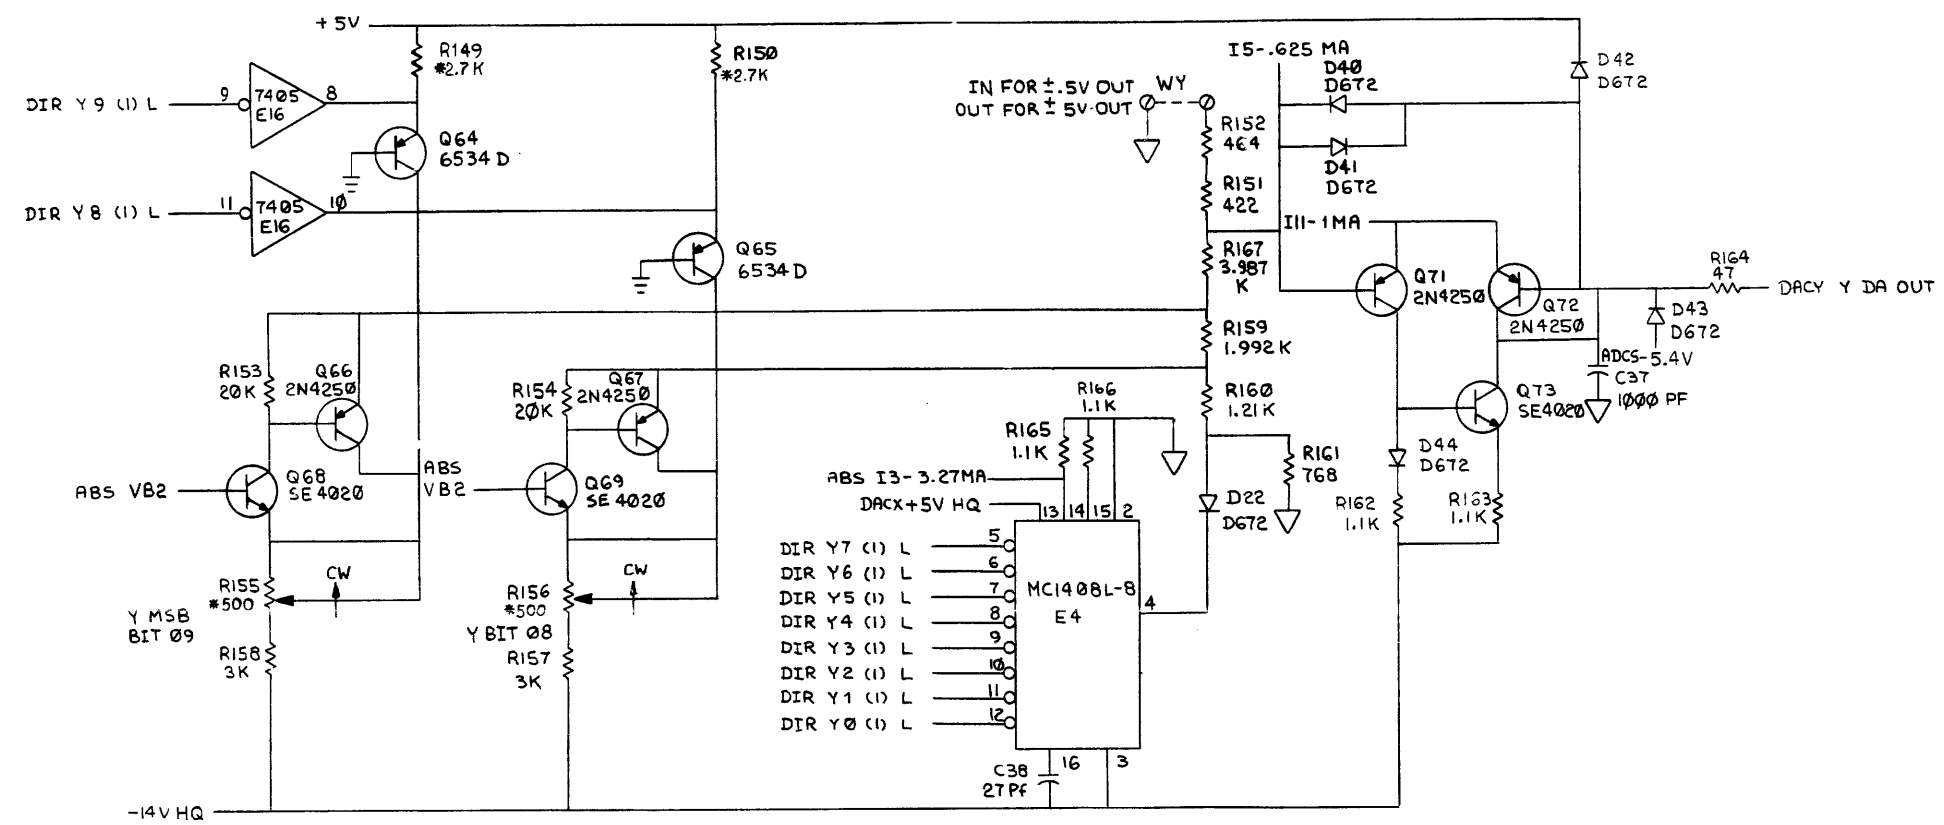 +5V
R149
*2.7K
R150
*2.7K
DIR Y9 (1) L
9
7405
E16
8
Q64
6534D
DIR Y8 (1) L
11
7405
E16
10
Q65
6534D
IN FOR ±.5V OUT
OUT FOR ±5V OUT
WY
R152
464
R151
422
R167
3.987
K
I5-.625 MA
D40
D672
D41
D672
D42
D672
I11-1MA
Q71
2N4250
Q72
2N4250
R164
47
DACY Y DA OUT
D43
D672
ADCS-5.4V
C37
1000 PF
Q73
SE4020
D44
D672
R162
1.1K
R163
1.1K
R153
20K
Q66
2N4250
Q68
SE4020
ABS VB2
R155
*500
CW
Y MSB
BIT 09
R158
3K
R154
20K
Q67
2N4250
ABS
VB2
Q69
SE4020
R156
*500
CW
Y BIT 08
R157
3K
R159
1.992K
R160
1.21K
R166
1.1K
R165
1.1K
R161
768
D22
D672
ABS I3-3.27MA
DACX+5V HQ
13 14 15 2
DIR Y7 (1) L 5
DIR Y6 (1) L 6
DIR Y5 (1) L 7
DIR Y4 (1) L 8
DIR Y3 (1) L 9
DIR Y2 (1) L 10
DIR Y1 (1) L 11
DIR Y0 (1) L 12
MC1408L-8
E4
4
16
3
C38
27Pf
-14V HQ